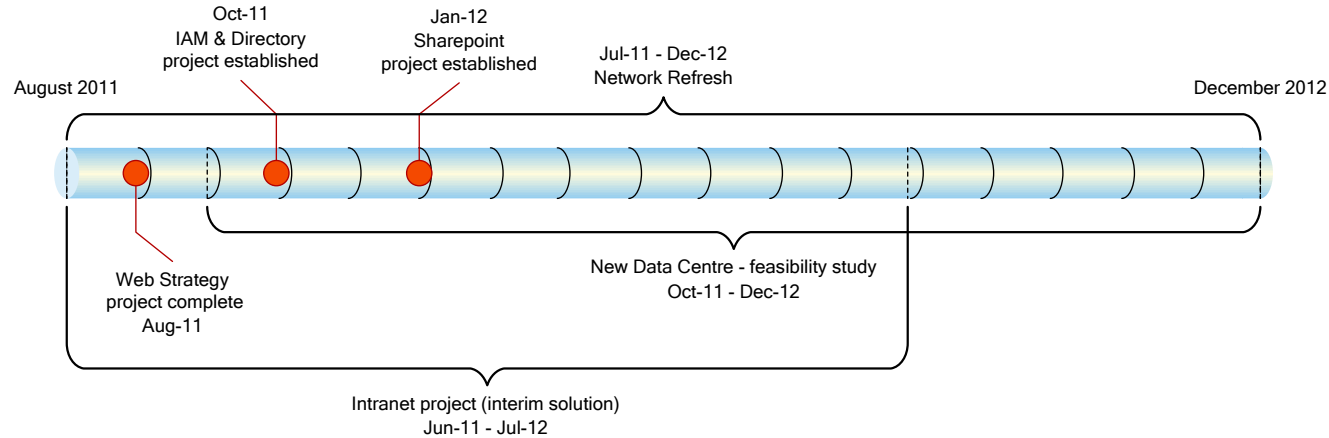 Oct-11
IAM & Directory
project established
Jan-12
Sharepoint
project established
Jul-11 - Dec-12
Network Refresh
August 2011
December 2012
Web Strategy
project complete
Aug-11
New Data Centre - feasibility study
Oct-11 - Dec-12
Intranet project (interim solution)
Jun-11 - Jul-12